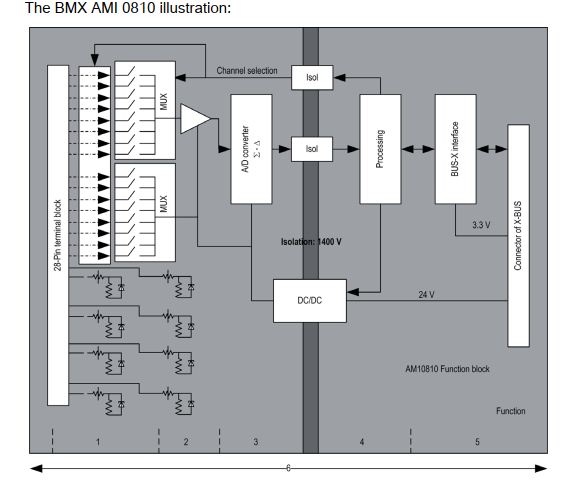 The BMX AMI 0810 illustration:
Channel selection
Isol
MUX
A/D converter
Σ - Δ
Isol
Processing
BUS-X interface
Connector of X-BUS
28-Pin terminal block
MUX
3.3 V
Isolation: 1400 V
DC/DC
24 V
AM10810 Function block
Function
1
2
3
4
5
6